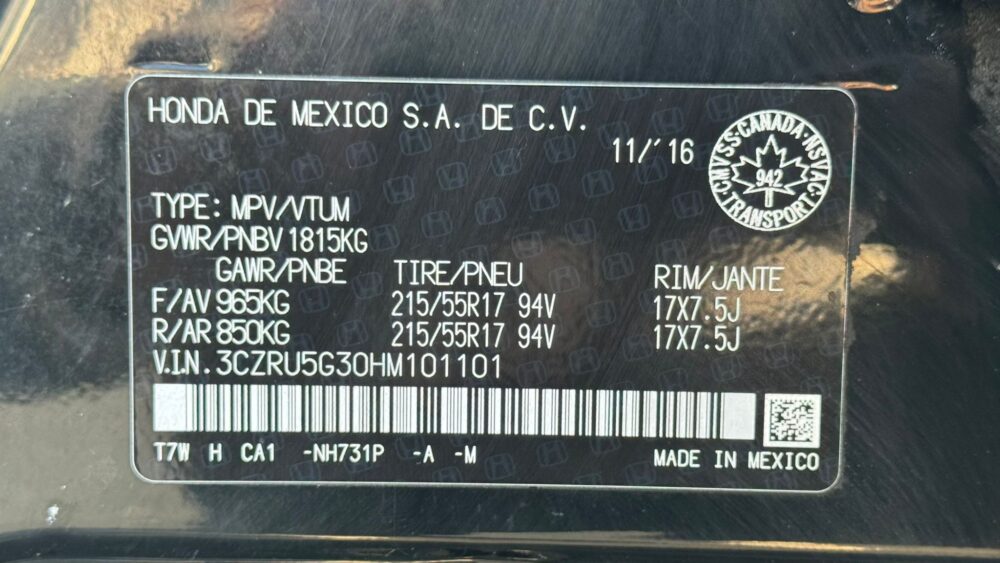 HONDA DE MEXICO S.A. DE C.V.
11/'16
CMVSS·CANADA·NSVAC·TRANSPORT
942
TYPE: MPV/VTUM
GVWR/PNBV 1815KG
GAWR/PNBE TIRE/PNEU RIM/JANTE
F/AV 965KG 215/55R17 94V 17X7.5J
R/AR 850KG 215/55R17 94V 17X7.5J
V.I.N. 3CZRU5G30HM101101
T7W H CA1 -NH731P -A -M MADE IN MEXICO